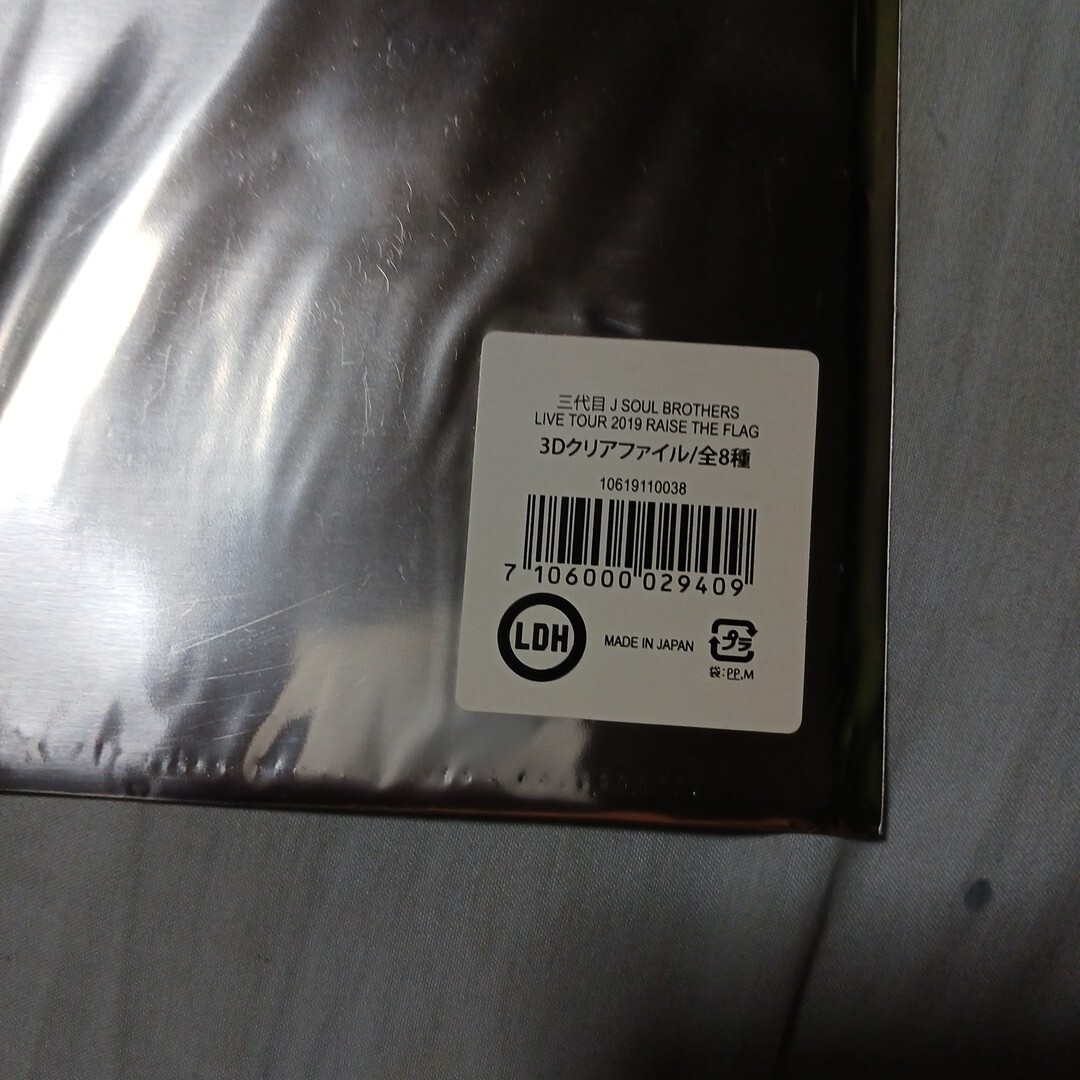 三代目 J SOUL BROTHERS
LIVE TOUR 2019 RAISE THE FLAG
3Dクリアファイル/全8種
10619110038
7 106000 029409
LDH
MADE IN JAPAN
プラ
袋:PP,M